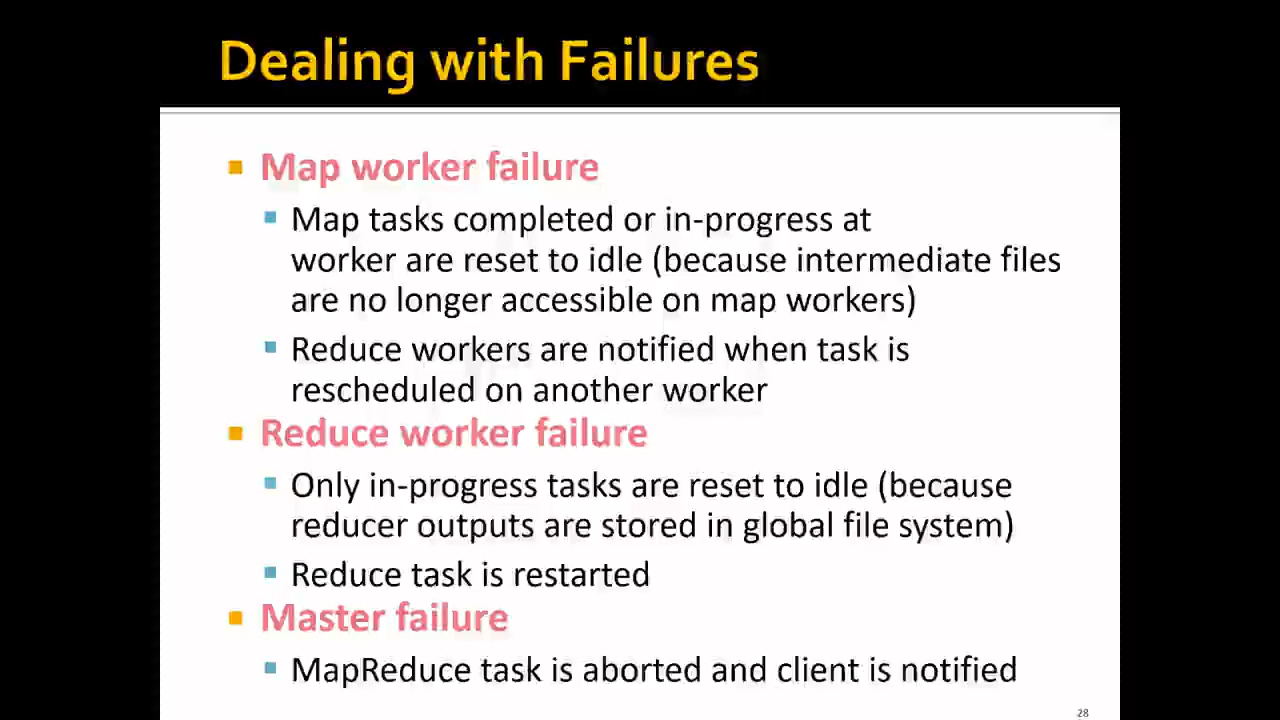 Dealing with Failures
Map worker failure
Map tasks completed or in-progress at
worker are reset to idle (because intermediate files
are no longer accessible on map workers)
Reduce workers are notified when task is
rescheduled on another worker
Reduce worker failure
Only in-progress tasks are reset to idle (because
reducer outputs are stored in global file system)
Reduce task is restarted
Master failure
MapReduce task is aborted and client is notified
28